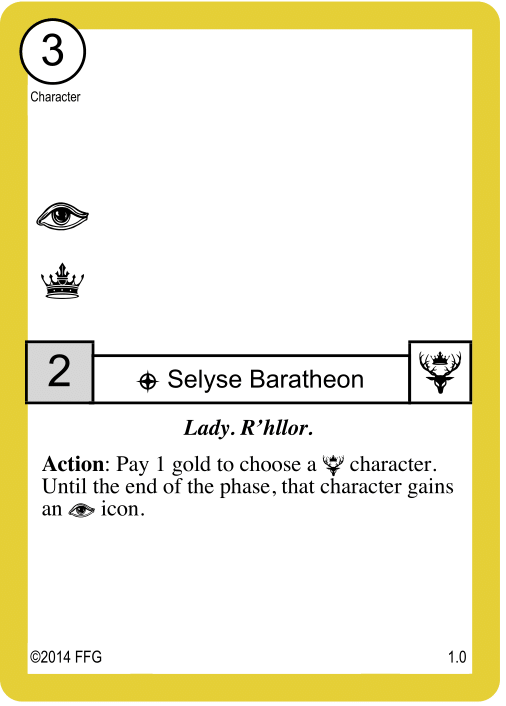 3
Character
2
Selyse Baratheon
Lady. R'hllor.
Action: Pay 1 gold to choose a character.
Until the end of the phase, that character gains
an icon.
©2014 FFG
1.0